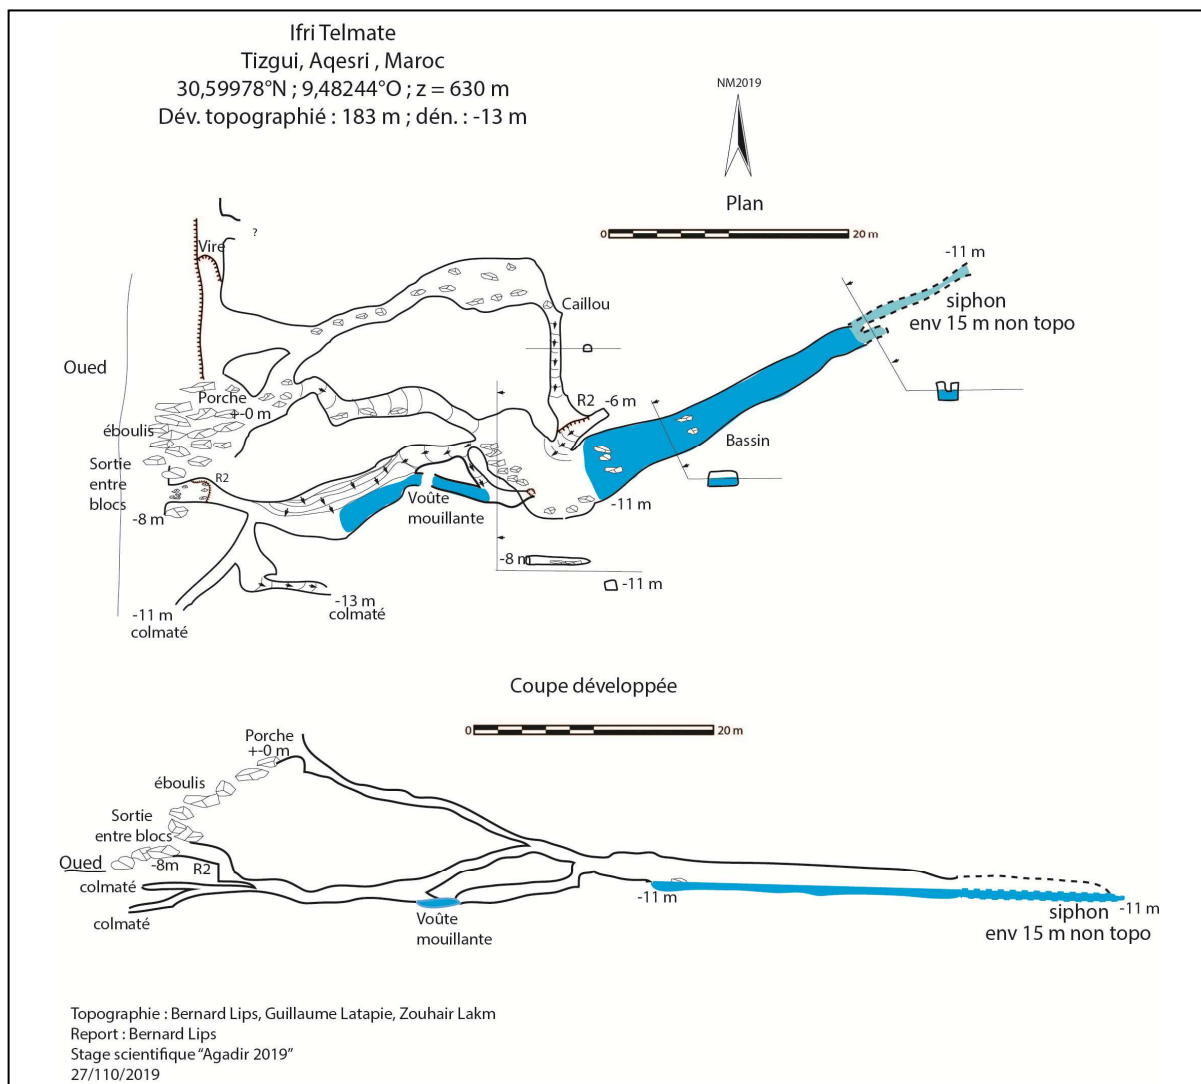 Ifri Telmate
Tizgui, Aqesri , Maroc
30,59978°N ; 9,48244°O ; z = 630 m
Dév. topographié : 183 m ; dén. : -13 m
NM2019
Plan
0 20 m
?
Vire
-11 m
siphon
env 15 m non topo
Caillou
Oued
Porche
+-0 m
R2 -6 m
éboulis
Bassin
Sortie
entre
blocs
R2
-11 m
Voûte
mouillante
-8 m
-8 m
-11 m
-13 m
colmaté
-11 m
colmaté
Coupe développée
0 20 m
Porche
+-0 m
éboulis
Sortie
entre blocs
Oued
-8m
R2
colmaté
-11 m
colmaté
Voûte
mouillante
siphon -11 m
env 15 m non topo
Topographie : Bernard Lips, Guillaume Latapie, Zouhair Lakm
Report : Bernard Lips
Stage scientifique “Agadir 2019”
27/110/2019